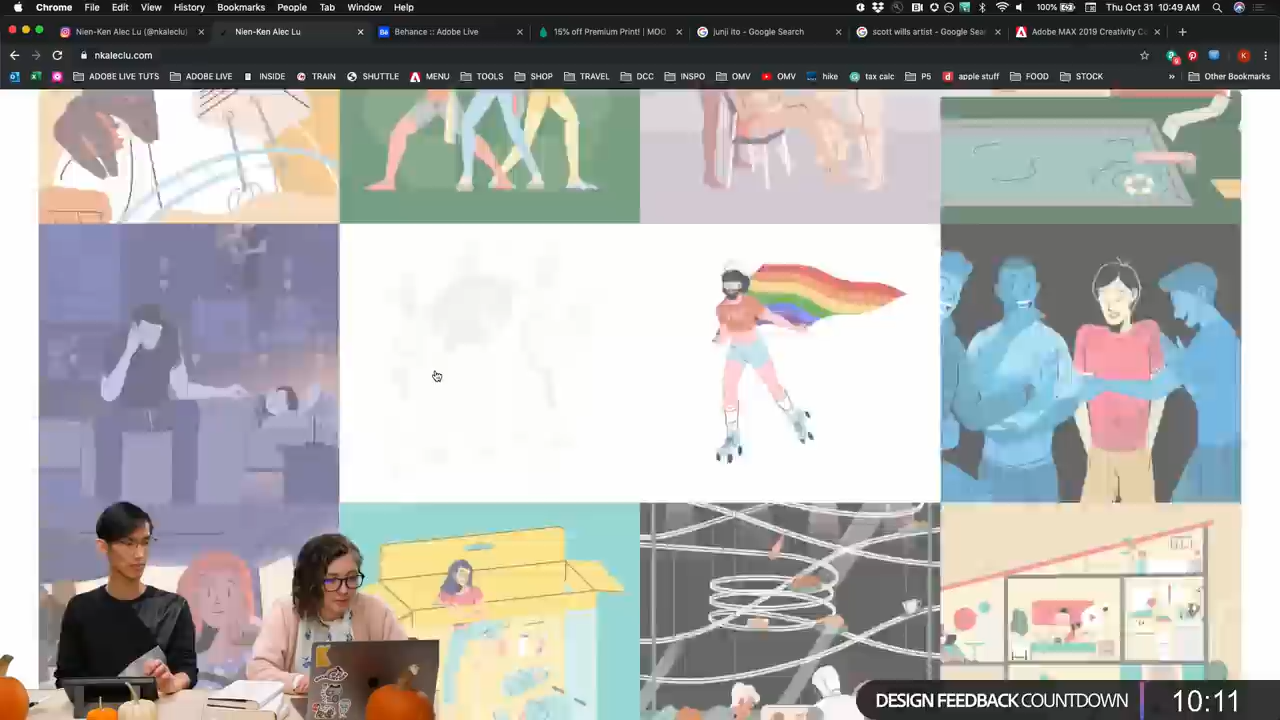 Chrome File Edit View History Bookmarks People Tab Window Help 100% Thu Oct 31 10:49 AM
Nien-Ken Alec Lu (@nkaleclu) Nien-Ken Alec Lu Behance :: Adobe Live 15% off Premium Print! | MOO junji ito - Google Search scott wills artist - Google Sea Adobe MAX 2019 Creativity C
nkaleclu.com
ADOBE LIVE TUTS ADOBE LIVE INSIDE TRAIN SHUTTLE MENU TOOLS SHOP TRAVEL DCC INSPO OMV OMV hike tax calc P5 apple stuff FOOD STOCK » Other Bookmarks
DESIGN FEEDBACK COUNTDOWN 10:11